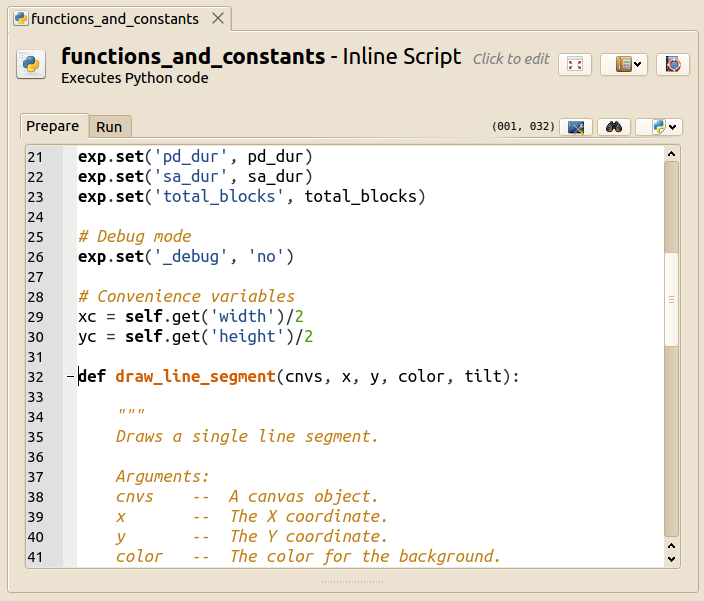 functions_and_constants
functions_and_constants - Inline Script Click to edit
Executes Python code
Prepare Run (001, 032)
21 exp.set('pd_dur', pd_dur)
22 exp.set('sa_dur', sa_dur)
23 exp.set('total_blocks', total_blocks)
24
25 # Debug mode
26 exp.set('_debug', 'no')
27
28 # Convenience variables
29 xc = self.get('width')/2
30 yc = self.get('height')/2
31
32 def draw_line_segment(cnvs, x, y, color, tilt):
33
34 """
35 Draws a single line segment.
36
37 Arguments:
38 cnvs -- A canvas object.
39 x -- The X coordinate.
40 y -- The Y coordinate.
41 color -- The color for the background.